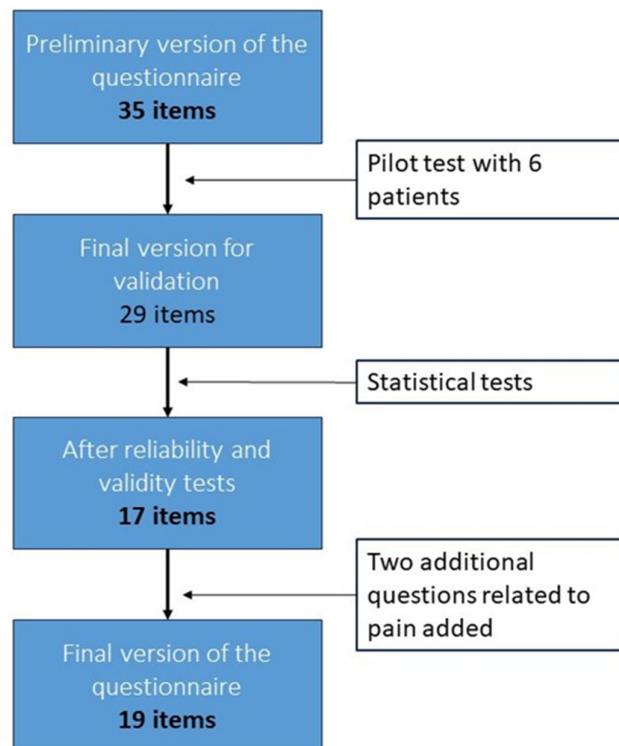 Preliminary version of the
questionnaire
35 items
Pilot test with 6
patients
Final version for
validation
29 items
Statistical tests
After reliability and
validity tests
17 items
Two additional
questions related to
pain added
Final version of the
questionnaire
19 items